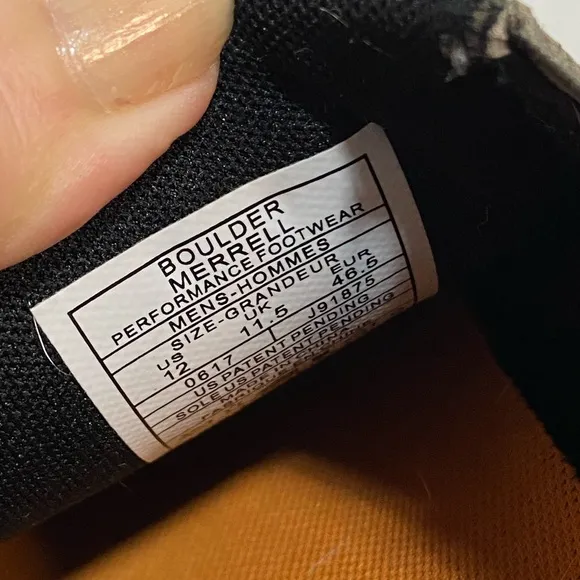 BOULDER
MERRELL
PERFORMANCE FOOTWEAR
MENS-HOMMES
SIZE-GRANDEUR
US UK EUR
12 11.5 46.5
0617 J91875
US PATENT PENDING
SOLE US PATENT PENDING